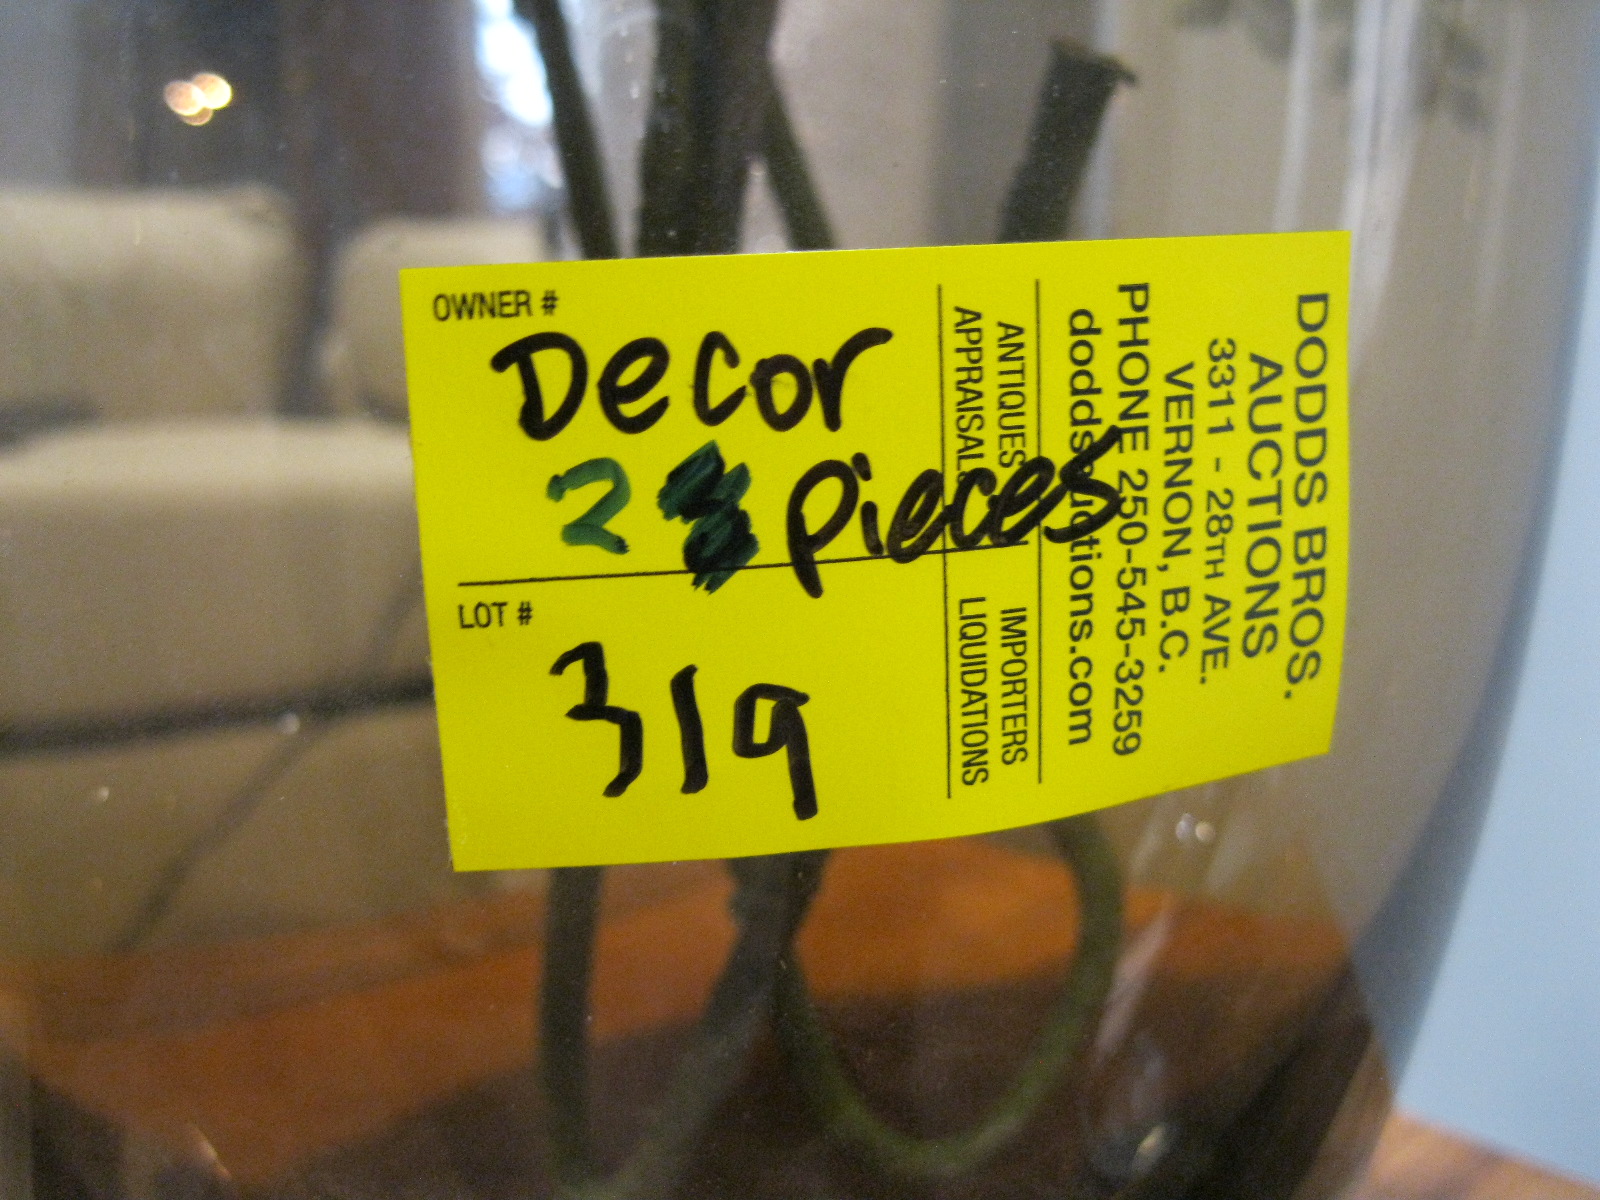 OWNER #
Decor
2 pieces
LOT #
319
DODDS BROS.
AUCTIONS
3311 - 28TH AVE.
VERNON, B.C.
PHONE 250-545-3259
doddsauctions.com
ANTIQUES IMPORTERS
APPRAISALS LIQUIDATIONS